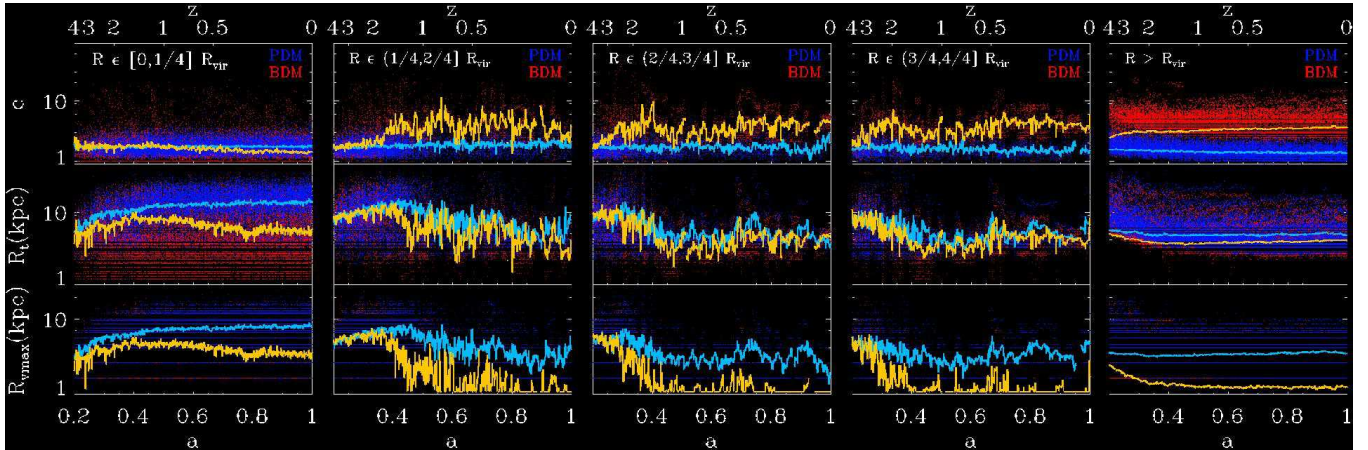 z z z z z
43 2 1 0.5 0 43 2 1 0.5 0 43 2 1 0.5 0 43 2 1 0.5 0 43 2 1 0.5 0
R ϵ [0,1/4] Rvir PDM R ϵ (1/4,2/4] Rvir PDM R ϵ (2/4,3/4] Rvir PDM R ϵ (3/4,4/4] Rvir PDM R > Rvir PDM
BDM BDM BDM BDM BDM
c 10
1
Rt(kpc) 10
1
Rvmax(kpc) 10
1
0.2 0.4 0.6 0.8 1 0.4 0.6 0.8 1 0.4 0.6 0.8 1 0.4 0.6 0.8 1 0.4 0.6 0.8 1
a a a a a